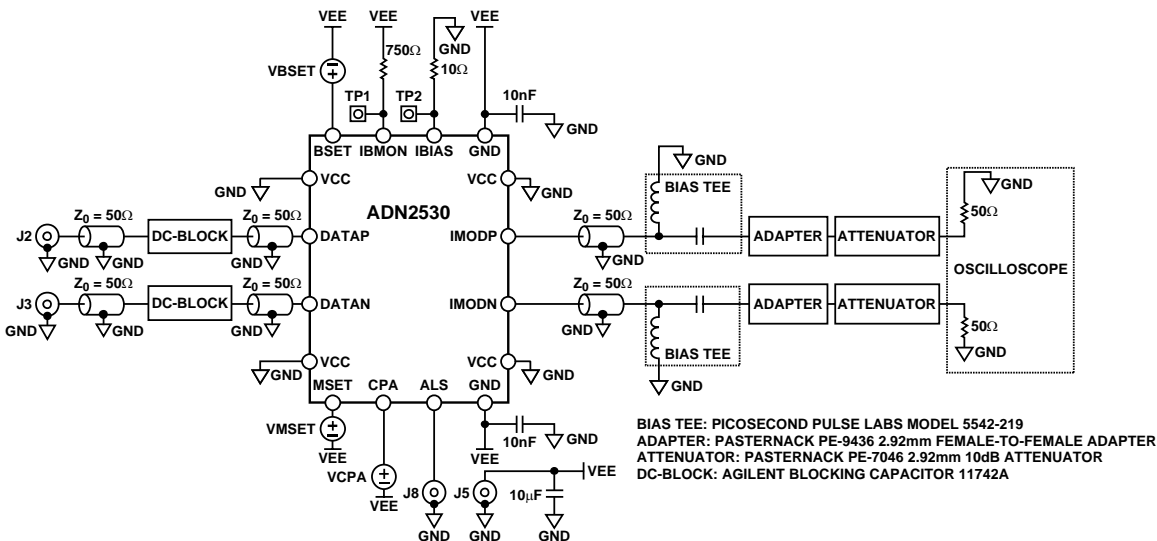 VEE VEE VEE
750Ω GND
10Ω
VBSET
TP1 TP2 10nF
GND
BSET IBMON IBIAS GND
GND VCC VCC GND
GND
BIAS TEE
ADN2530
GND
50Ω
Z0 = 50Ω Z0 = 50Ω Z0 = 50Ω
J2 DC-BLOCK DATAP IMODP ADAPTER ATTENUATOR
GND GND GND GND
OSCILLOSCOPE
Z0 = 50Ω Z0 = 50Ω Z0 = 50Ω
J3 DC-BLOCK DATAN IMODN ADAPTER ATTENUATOR
GND GND GND GND
50Ω
BIAS TEE
GND
GND VCC VCC GND
GND
MSET CPA ALS GND
VMSET
VEE
10nF GND
VEE
VCPA
VEE
J8 J5 10µF VEE
GND GND GND
BIAS TEE: PICOSECOND PULSE LABS MODEL 5542-219
ADAPTER: PASTERNACK PE-9436 2.92mm FEMALE-TO-FEMALE ADAPTER
ATTENUATOR: PASTERNACK PE-7046 2.92mm 10dB ATTENUATOR
DC-BLOCK: AGILENT BLOCKING CAPACITOR 11742A